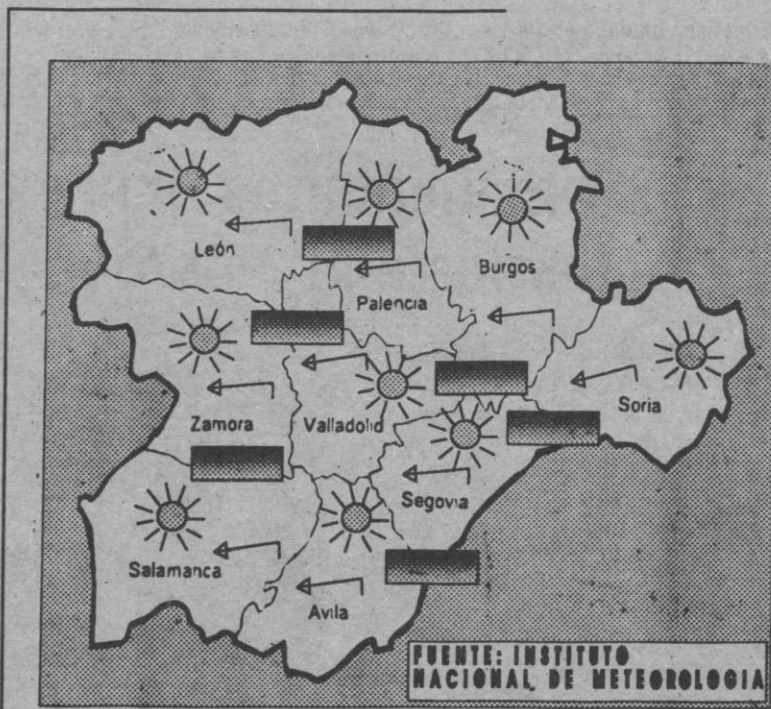 León
Burgos
Palencia
Soria
Zamora
Valladolid
Segovia
Salamanca
Avila
FUENTE: INSTITUTO
NACIONAL DE METEOROLOGIA